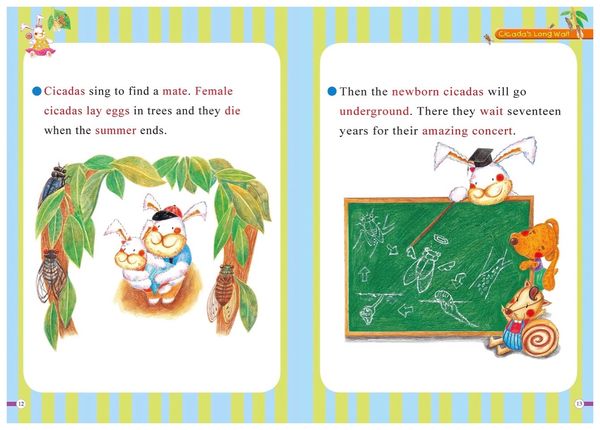 Cicada's Long Wait
Cicadas sing to find a mate. Female
cicadas lay eggs in trees and they die
when the summer ends.
Then the newborn cicadas will go
underground. There they wait seventeen
years for their amazing concert.
12
13